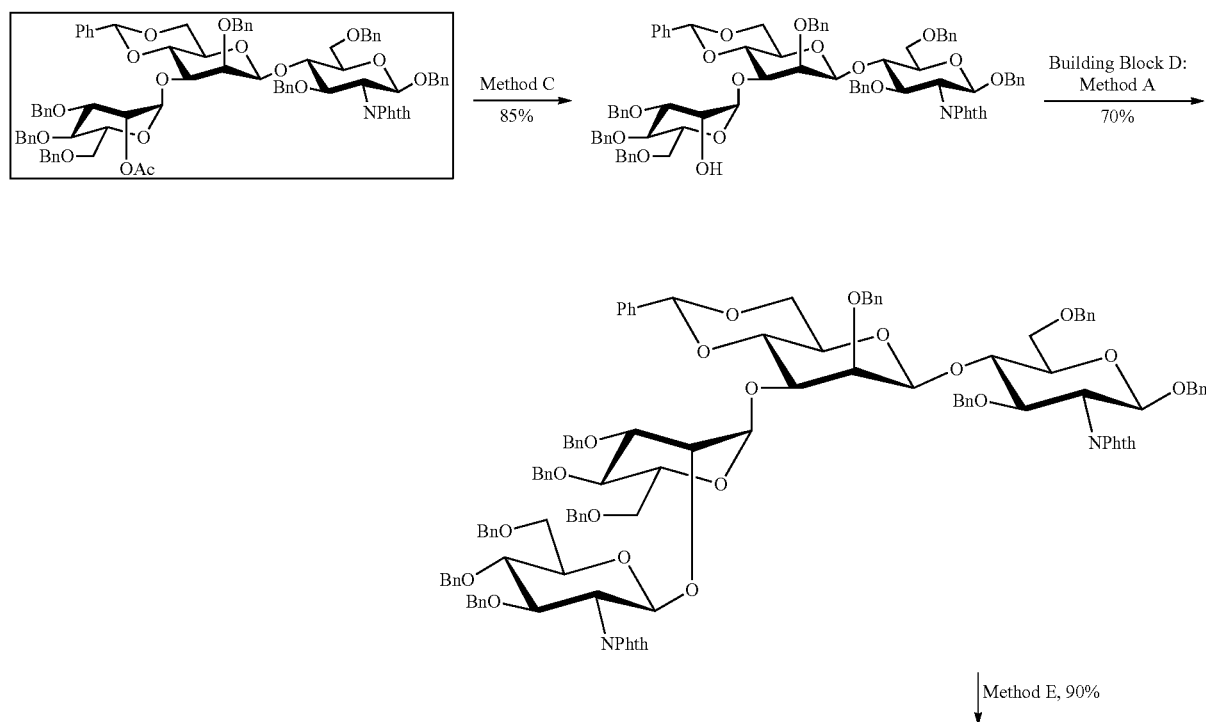 OBn
Ph O O OBn
O O O OBn
O BnO NPhth
BnO
BnO O
BnO
OAc
Method C
85%
OBn
Ph O O OBn
O O O OBn
O BnO NPhth
BnO
BnO O
BnO
OH
Building Block D:
Method A
70%
Ph O OBn
O O OBn
O O
O BnO OBn
BnO NPhth
BnO O
BnO
BnO
BnO O
BnO O
NPhth
Method E, 90%